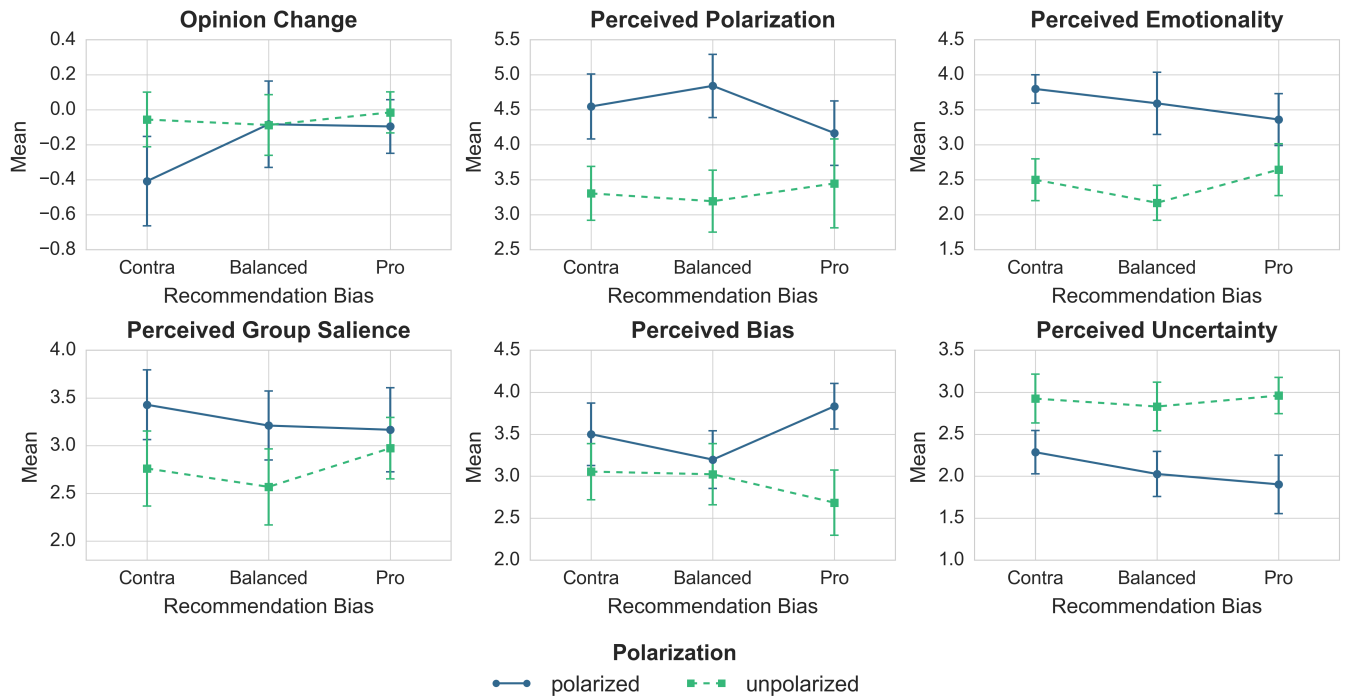 Opinion Change
Perceived Polarization
Perceived Emotionality
0.4
0.2
0.0
−0.2
−0.4
−0.6
−0.8
Mean
Contra Balanced Pro
Recommendation Bias
5.5
5.0
4.5
4.0
3.5
3.0
2.5
Mean
Contra Balanced Pro
Recommendation Bias
4.5
4.0
3.5
3.0
2.5
2.0
1.5
Mean
Contra Balanced Pro
Recommendation Bias
Perceived Group Salience
Perceived Bias
Perceived Uncertainty
4.0
3.5
3.0
2.5
2.0
Mean
Contra Balanced Pro
Recommendation Bias
4.5
4.0
3.5
3.0
2.5
2.0
Mean
Contra Balanced Pro
Recommendation Bias
3.5
3.0
2.5
2.0
1.5
1.0
Mean
Contra Balanced Pro
Recommendation Bias
Polarization
polarized unpolarized